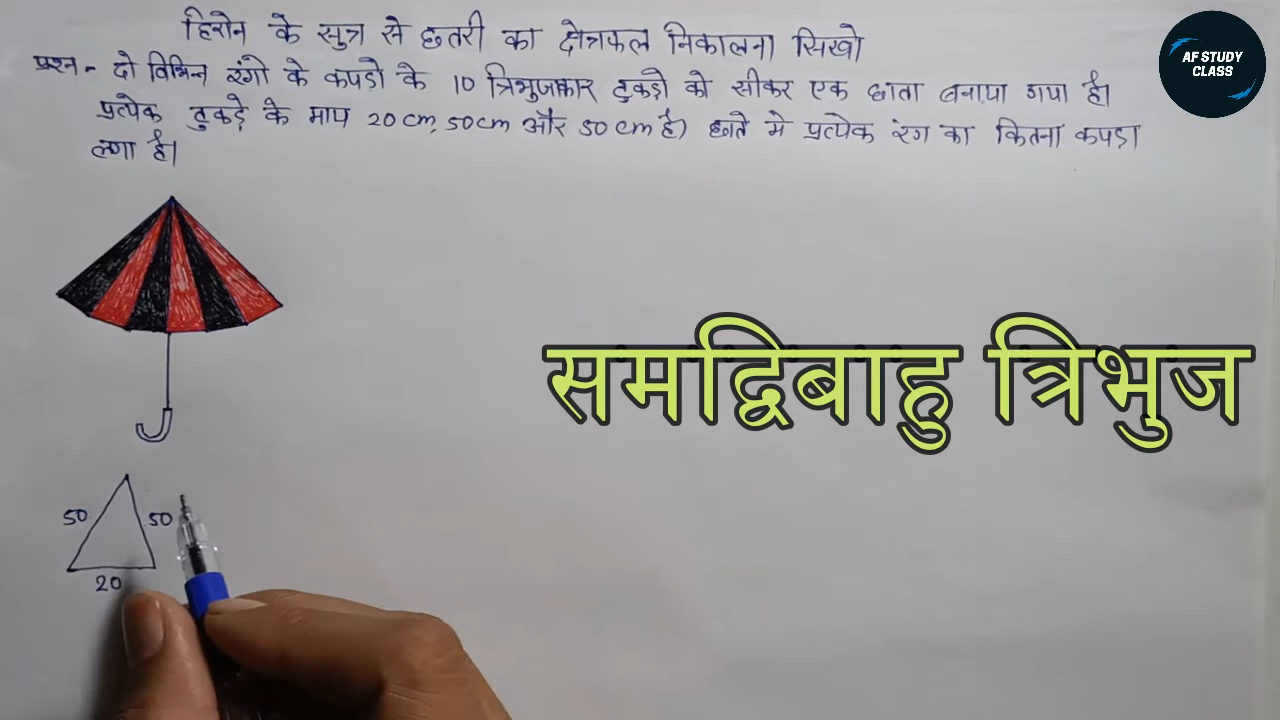 हिरोन के सुत्र से छतरी का क्षेत्रफल निकालना सिखो
प्रश्न - दो विभिन्न रंगो के कपडो के 10 त्रिभुजाकार टुकडो को सीकर एक छाता बनाया गया है।
प्रत्येक टुकड़े के माप 20 cm, 50 cm और 50 cm है। छाते मे प्रत्येक रंग का कितना कपड़ा
लगा है।
AF STUDY
CLASS
समद्विबाहु त्रिभुज
50
50
20